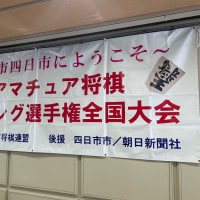 市四日市にようこそ～
アマチュア将棋
ング選手権全国大会
将棋連盟　後援　四日市市／朝日新聞社